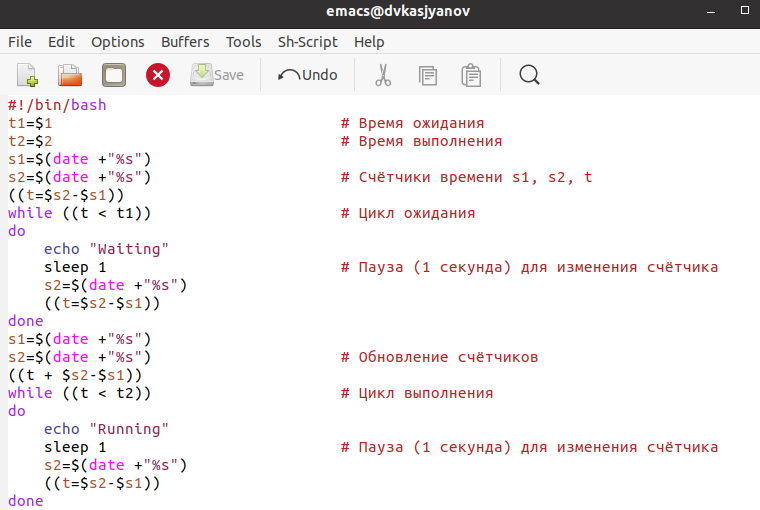 emacs@dvkasjyanov
File Edit Options Buffers Tools Sh-Script Help
Save Undo
#!/bin/bash
t1=$1 # Время ожидания
t2=$2 # Время выполнения
s1=$(date +"%s")
s2=$(date +"%s") # Счётчики времени s1, s2, t
((t=$s2-$s1))
while ((t < t1)) # Цикл ожидания
do
    echo "Waiting"
    sleep 1 # Пауза (1 секунда) для изменения счётчика
    s2=$(date +"%s")
    ((t=$s2-$s1))
done
s1=$(date +"%s")
s2=$(date +"%s") # Обновление счётчиков
((t + $s2-$s1))
while ((t < t2)) # Цикл выполнения
do
    echo "Running"
    sleep 1 # Пауза (1 секунда) для изменения счётчика
    s2=$(date +"%s")
    ((t=$s2-$s1))
done